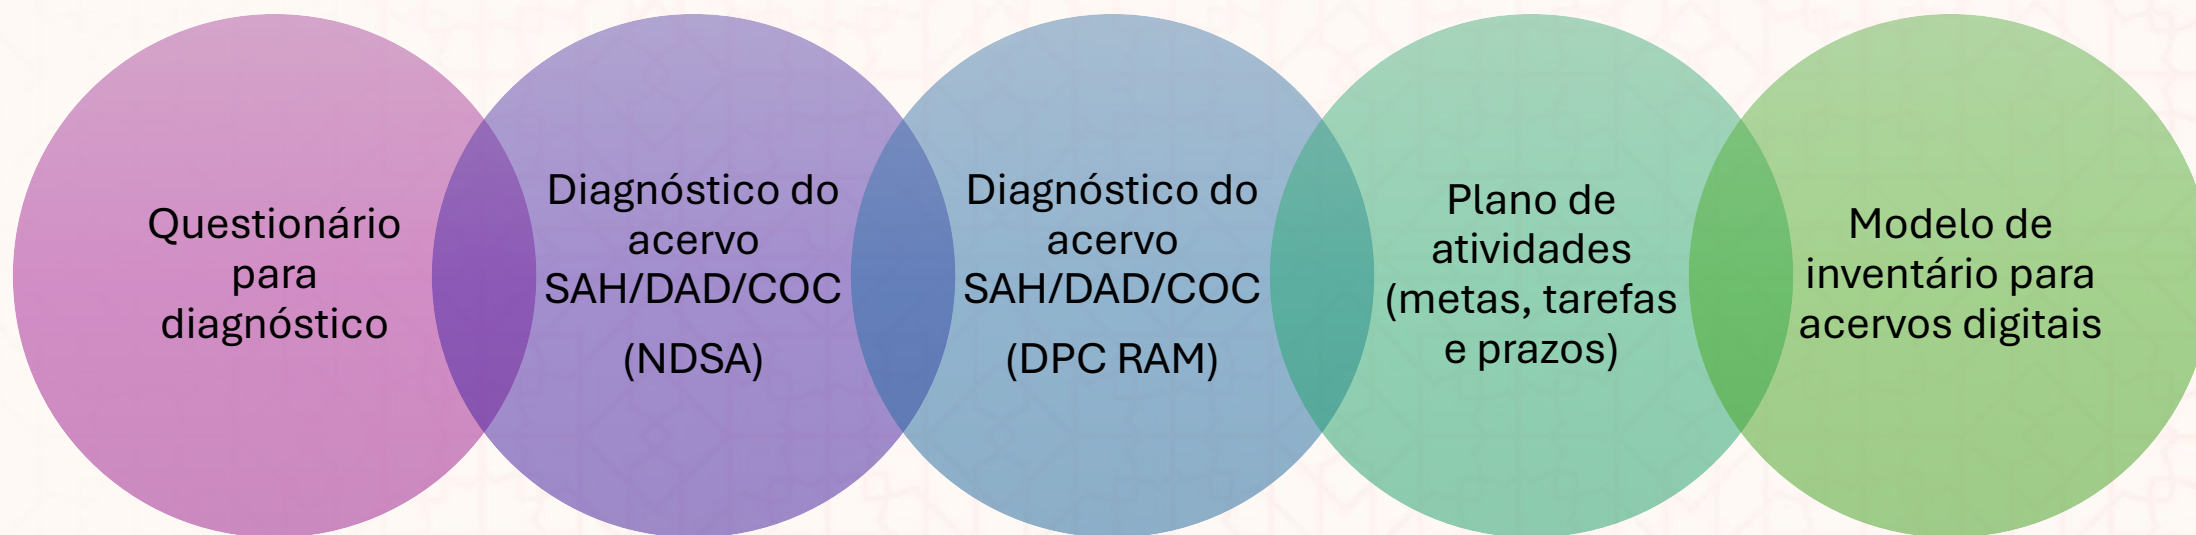 Questionário
para
diagnóstico
Diagnóstico do
acervo
SAH/DAD/COC
(NDSA)
Diagnóstico do
acervo
SAH/DAD/COC
(DPC RAM)
Plano de
atividades
(metas, tarefas
e prazos)
Modelo de
inventário para
acervos digitais